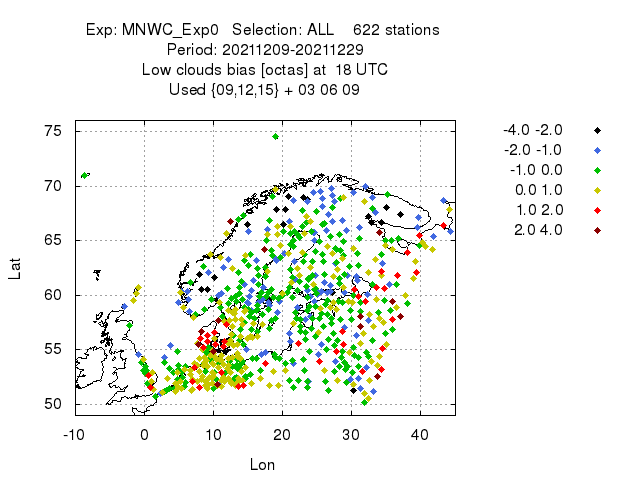 Exp: MNWC_Exp0 Selection: ALL 622 stations
Period: 20211209-20211229
Low clouds bias [octas] at 18 UTC
Used {09,12,15} + 03 06 09
75
70
65
60
55
50
Lat
-10 0 10 20 30 40
Lon
-4.0 -2.0
-2.0 -1.0
-1.0 0.0
0.0 1.0
1.0 2.0
2.0 4.0